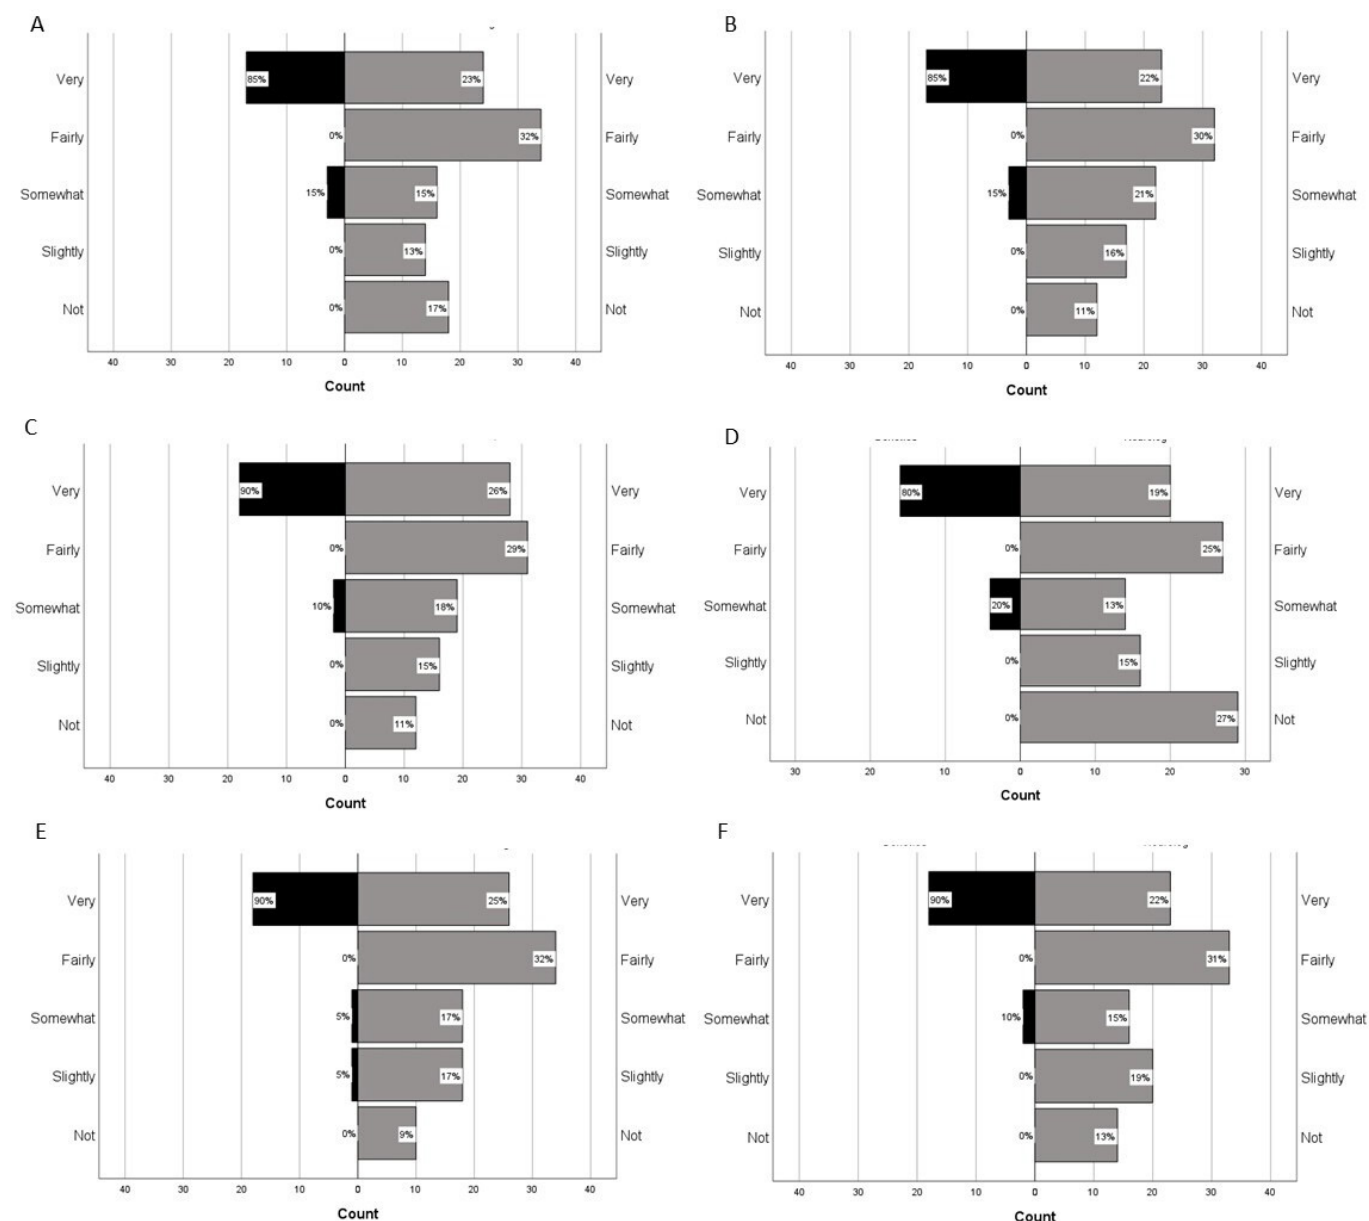 A
Very 85% 23% Very
Fairly 0% 32% Fairly
Somewhat 15% 15% Somewhat
Slightly 0% 13% Slightly
Not 0% 17% Not
40 30 20 10 0 10 20 30 40
Count
B
Very 85% 22% Very
Fairly 0% 30% Fairly
Somewhat 15% 21% Somewhat
Slightly 0% 16% Slightly
Not 0% 11% Not
40 30 20 10 0 10 20 30 40
Count
C
Very 90% 26% Very
Fairly 0% 29% Fairly
Somewhat 10% 18% Somewhat
Slightly 0% 15% Slightly
Not 0% 11% Not
40 30 20 10 0 10 20 30 40
Count
D
Very 80% 19% Very
Fairly 0% 25% Fairly
Somewhat 20% 13% Somewhat
Slightly 0% 15% Slightly
Not 0% 27% Not
30 20 10 0 10 20 30
Count
E
Very 90% 25% Very
Fairly 0% 32% Fairly
Somewhat 5% 17% Somewhat
Slightly 5% 17% Slightly
Not 0% 9% Not
40 30 20 10 0 10 20 30 40
Count
F
Very 90% 22% Very
Fairly 0% 31% Fairly
Somewhat 10% 15% Somewhat
Slightly 0% 19% Slightly
Not 0% 13% Not
40 30 20 10 0 10 20 30 40
Count